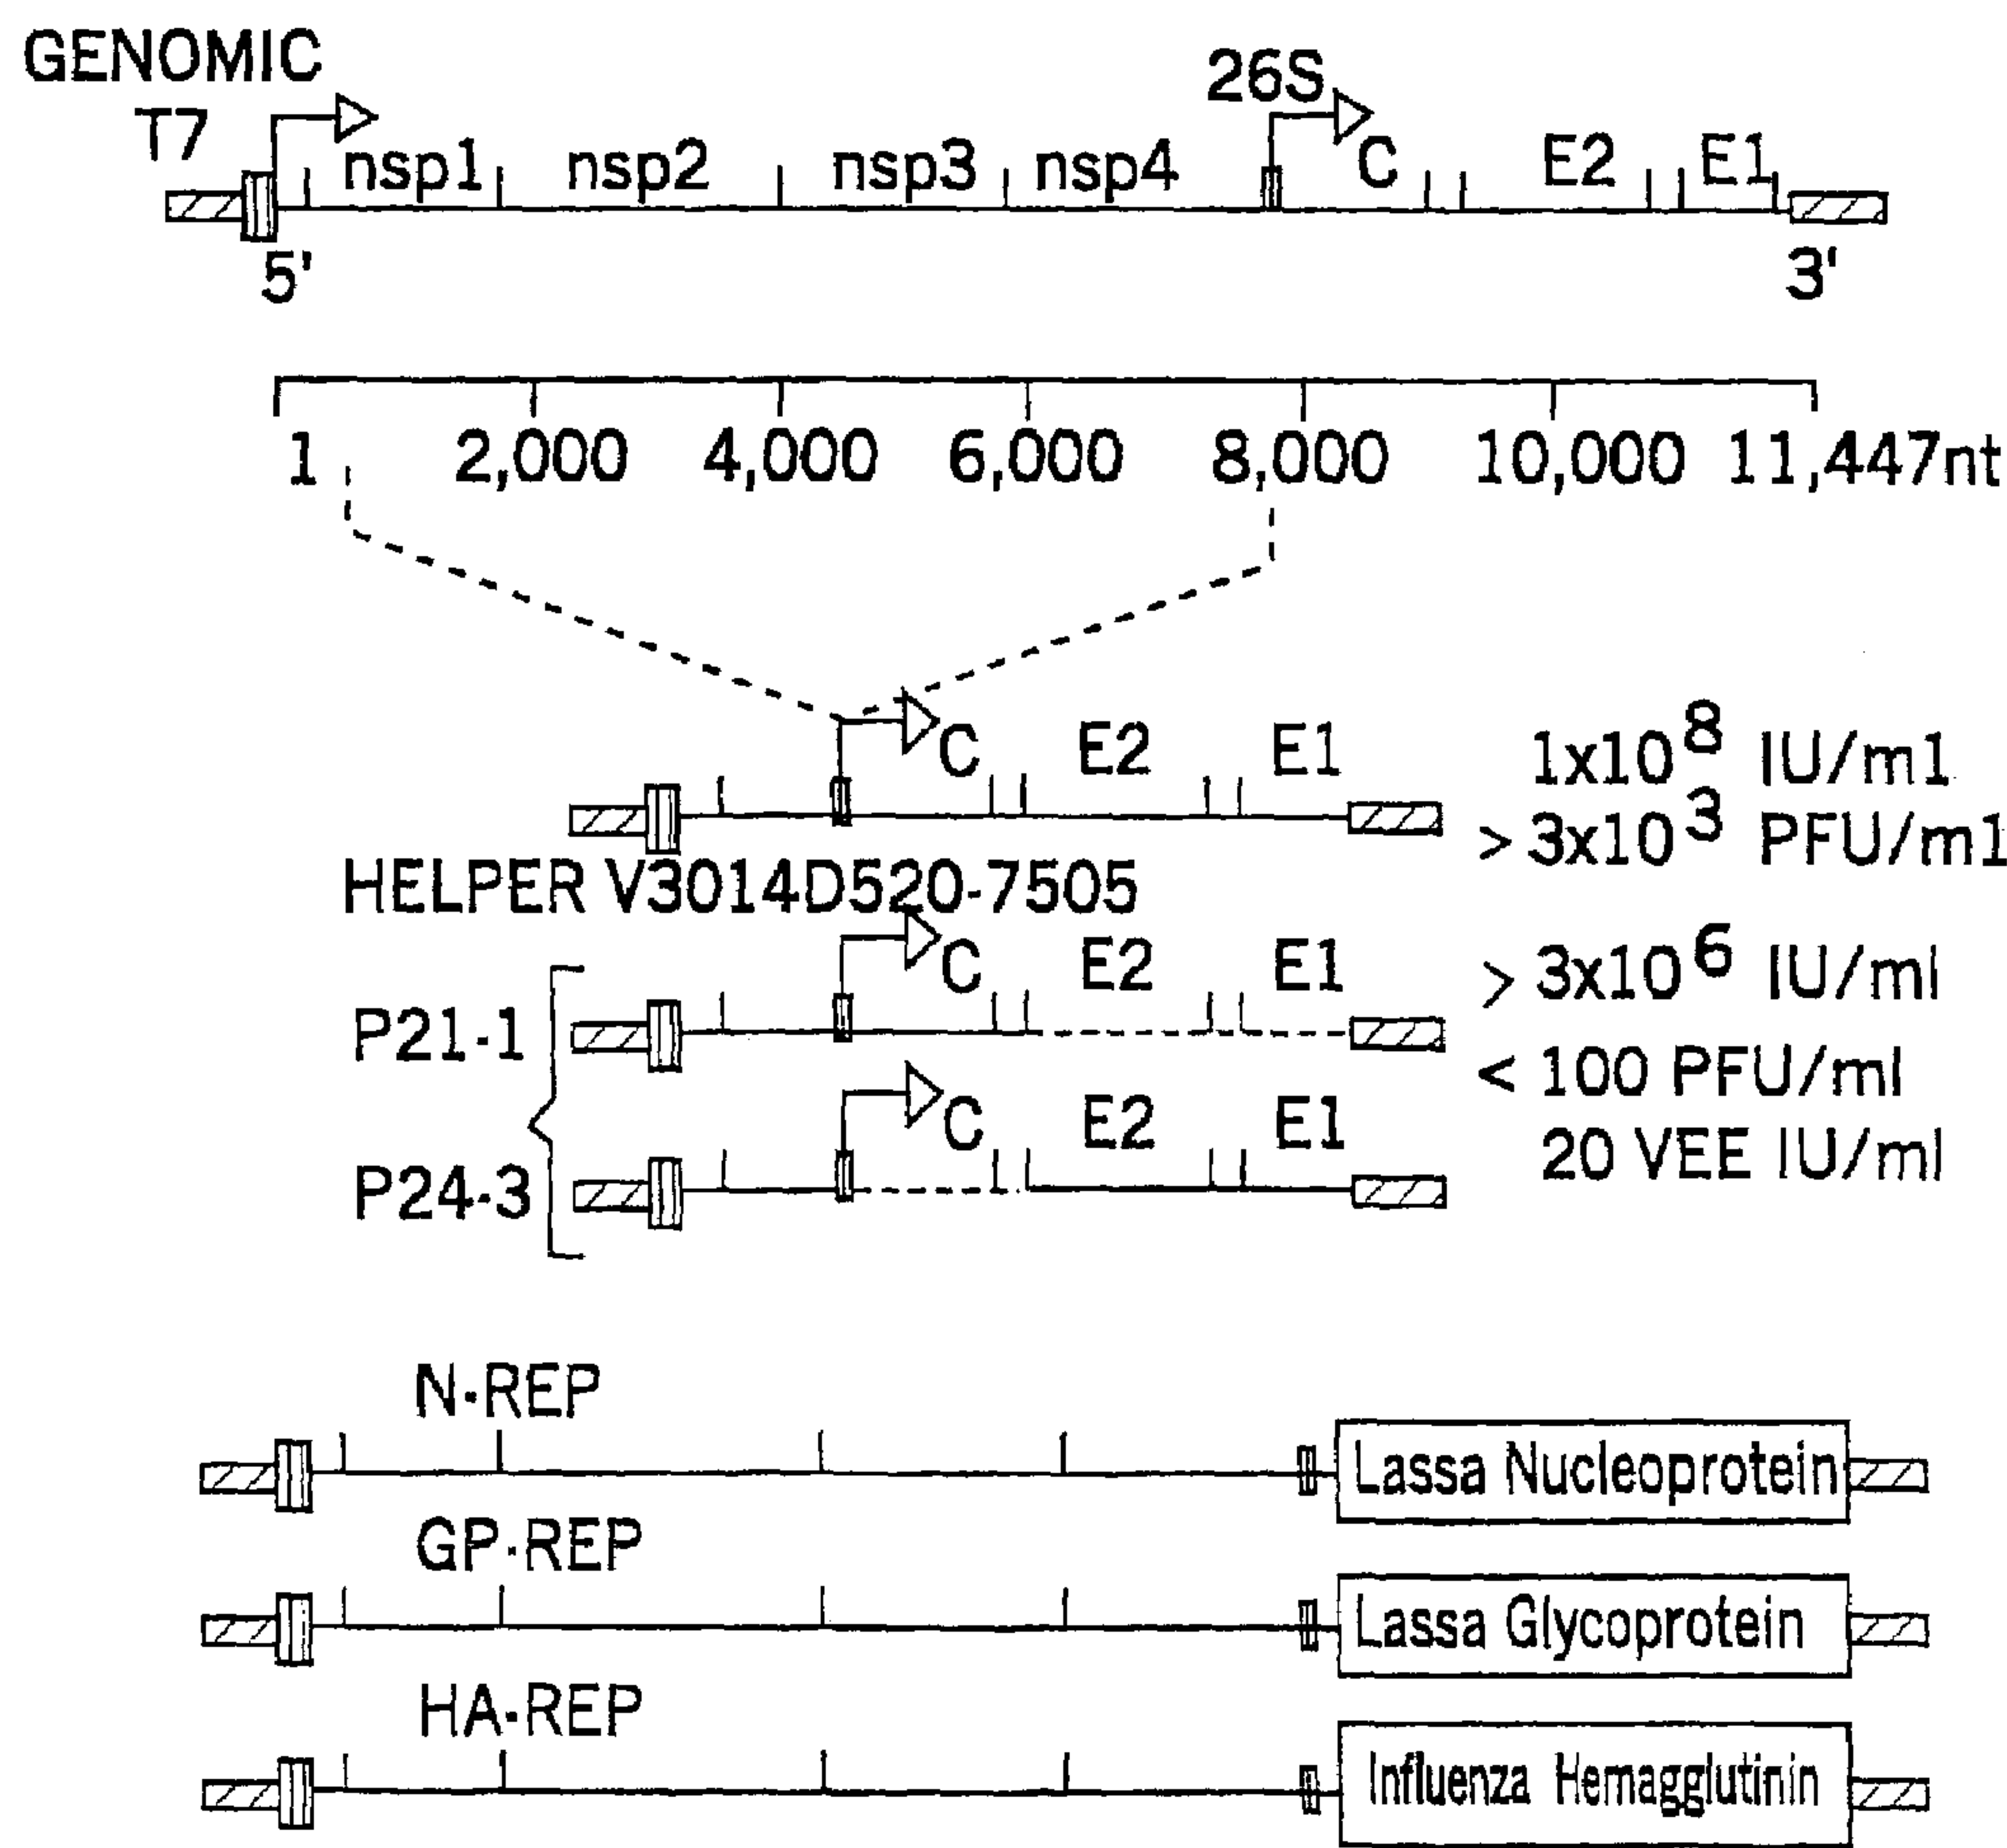 GENOMIC
T7
26S
nsp1 nsp2 nsp3 nsp4 C E2 E1
5' 3'
1 2,000 4,000 6,000 8,000 10,000 11,447nt
C E2 E1
1x10^8 IU/m1
>3x10^3 PFU/m1
HELPER V3014D520-7505
P21-1
C E2 E1
> 3x10^6 IU/ml
< 100 PFU/ml
P24-3
C E2 E1
20 VEE IU/ml
N-REP
Lassa Nucleoprotein
GP-REP
Lassa Glycoprotein
HA-REP
Influenza Hemagglutinin